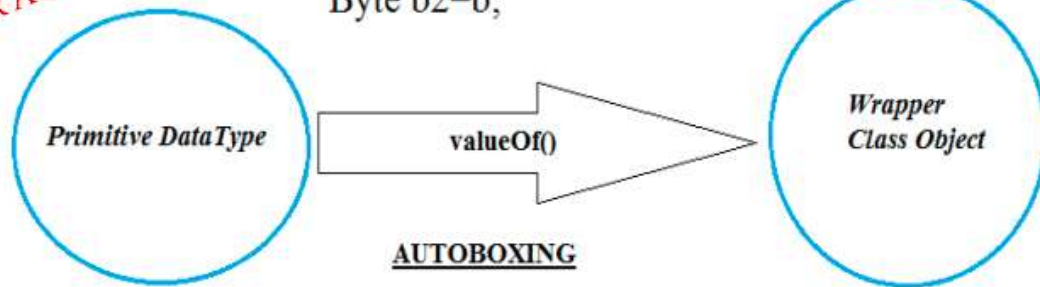 Byte b2=b;
Primitive DataType
valueOf()
Wrapper
Class Object
AUTOBOXING